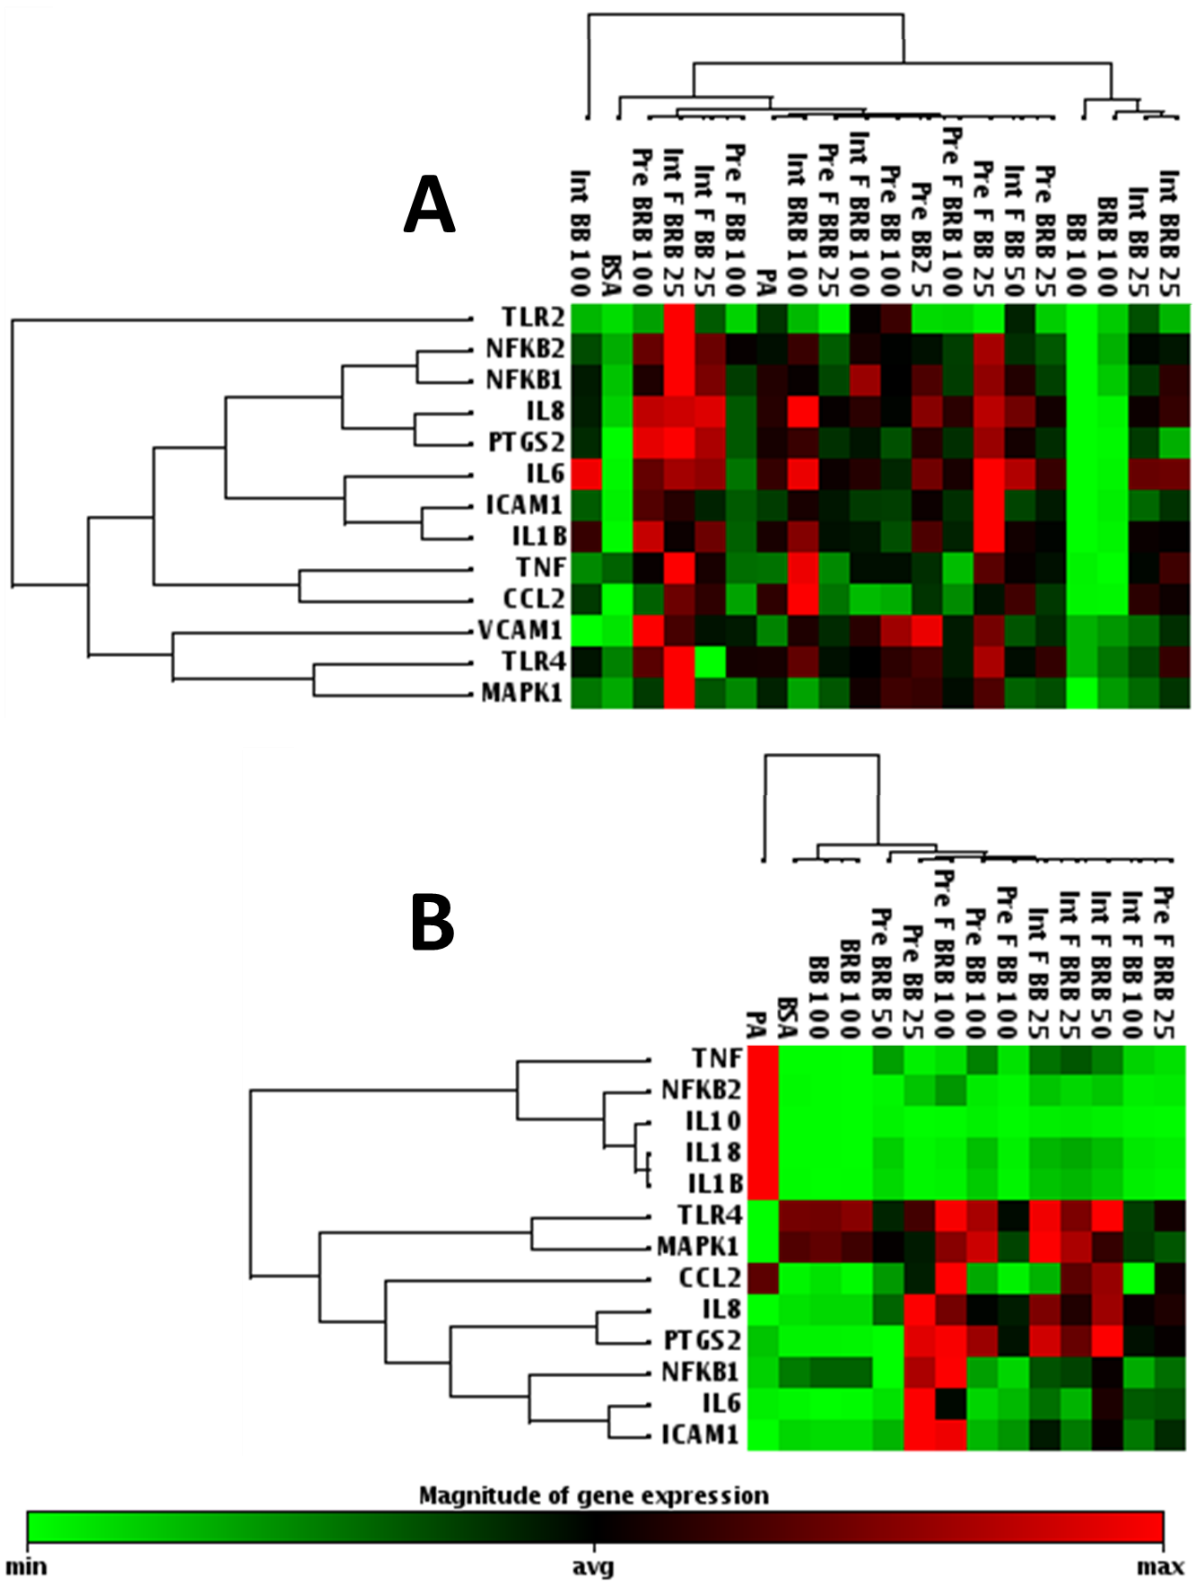 A
Int BB 100
BSA
Pre BRB 100
Int F BRB 25
Int F BB 25
Pre F BB 100
PA
Int BRB 100
Pre F BRB 25
Int F BRB 100
Pre BB 100
Pre BB2 5
Pre F BRB 100
Pre F BB 25
Int F BB 50
Pre BRB 25
BB 100
BRB 100
Int BB 25
Int BRB 25
TLR2
NFKB2
NFKB1
IL8
PTGS2
IL6
ICAM1
IL1B
TNF
CCL2
VCAM1
TLR4
MAPK1
B
PA
BSA
BB 100
BRB 100
Pre BRB 50
Pre BB 25
Pre F BRB 100
Pre BB 100
Pre F BB 100
Int F BB 25
Int F BRB 25
Int F BRB 50
Int F BB 100
Pre F BRB 25
TNF
NFKB2
IL10
IL18
IL1B
TLR4
MAPK1
CCL2
IL8
PTGS2
NFKB1
IL6
ICAM1
Magnitude of gene expression
min avg max